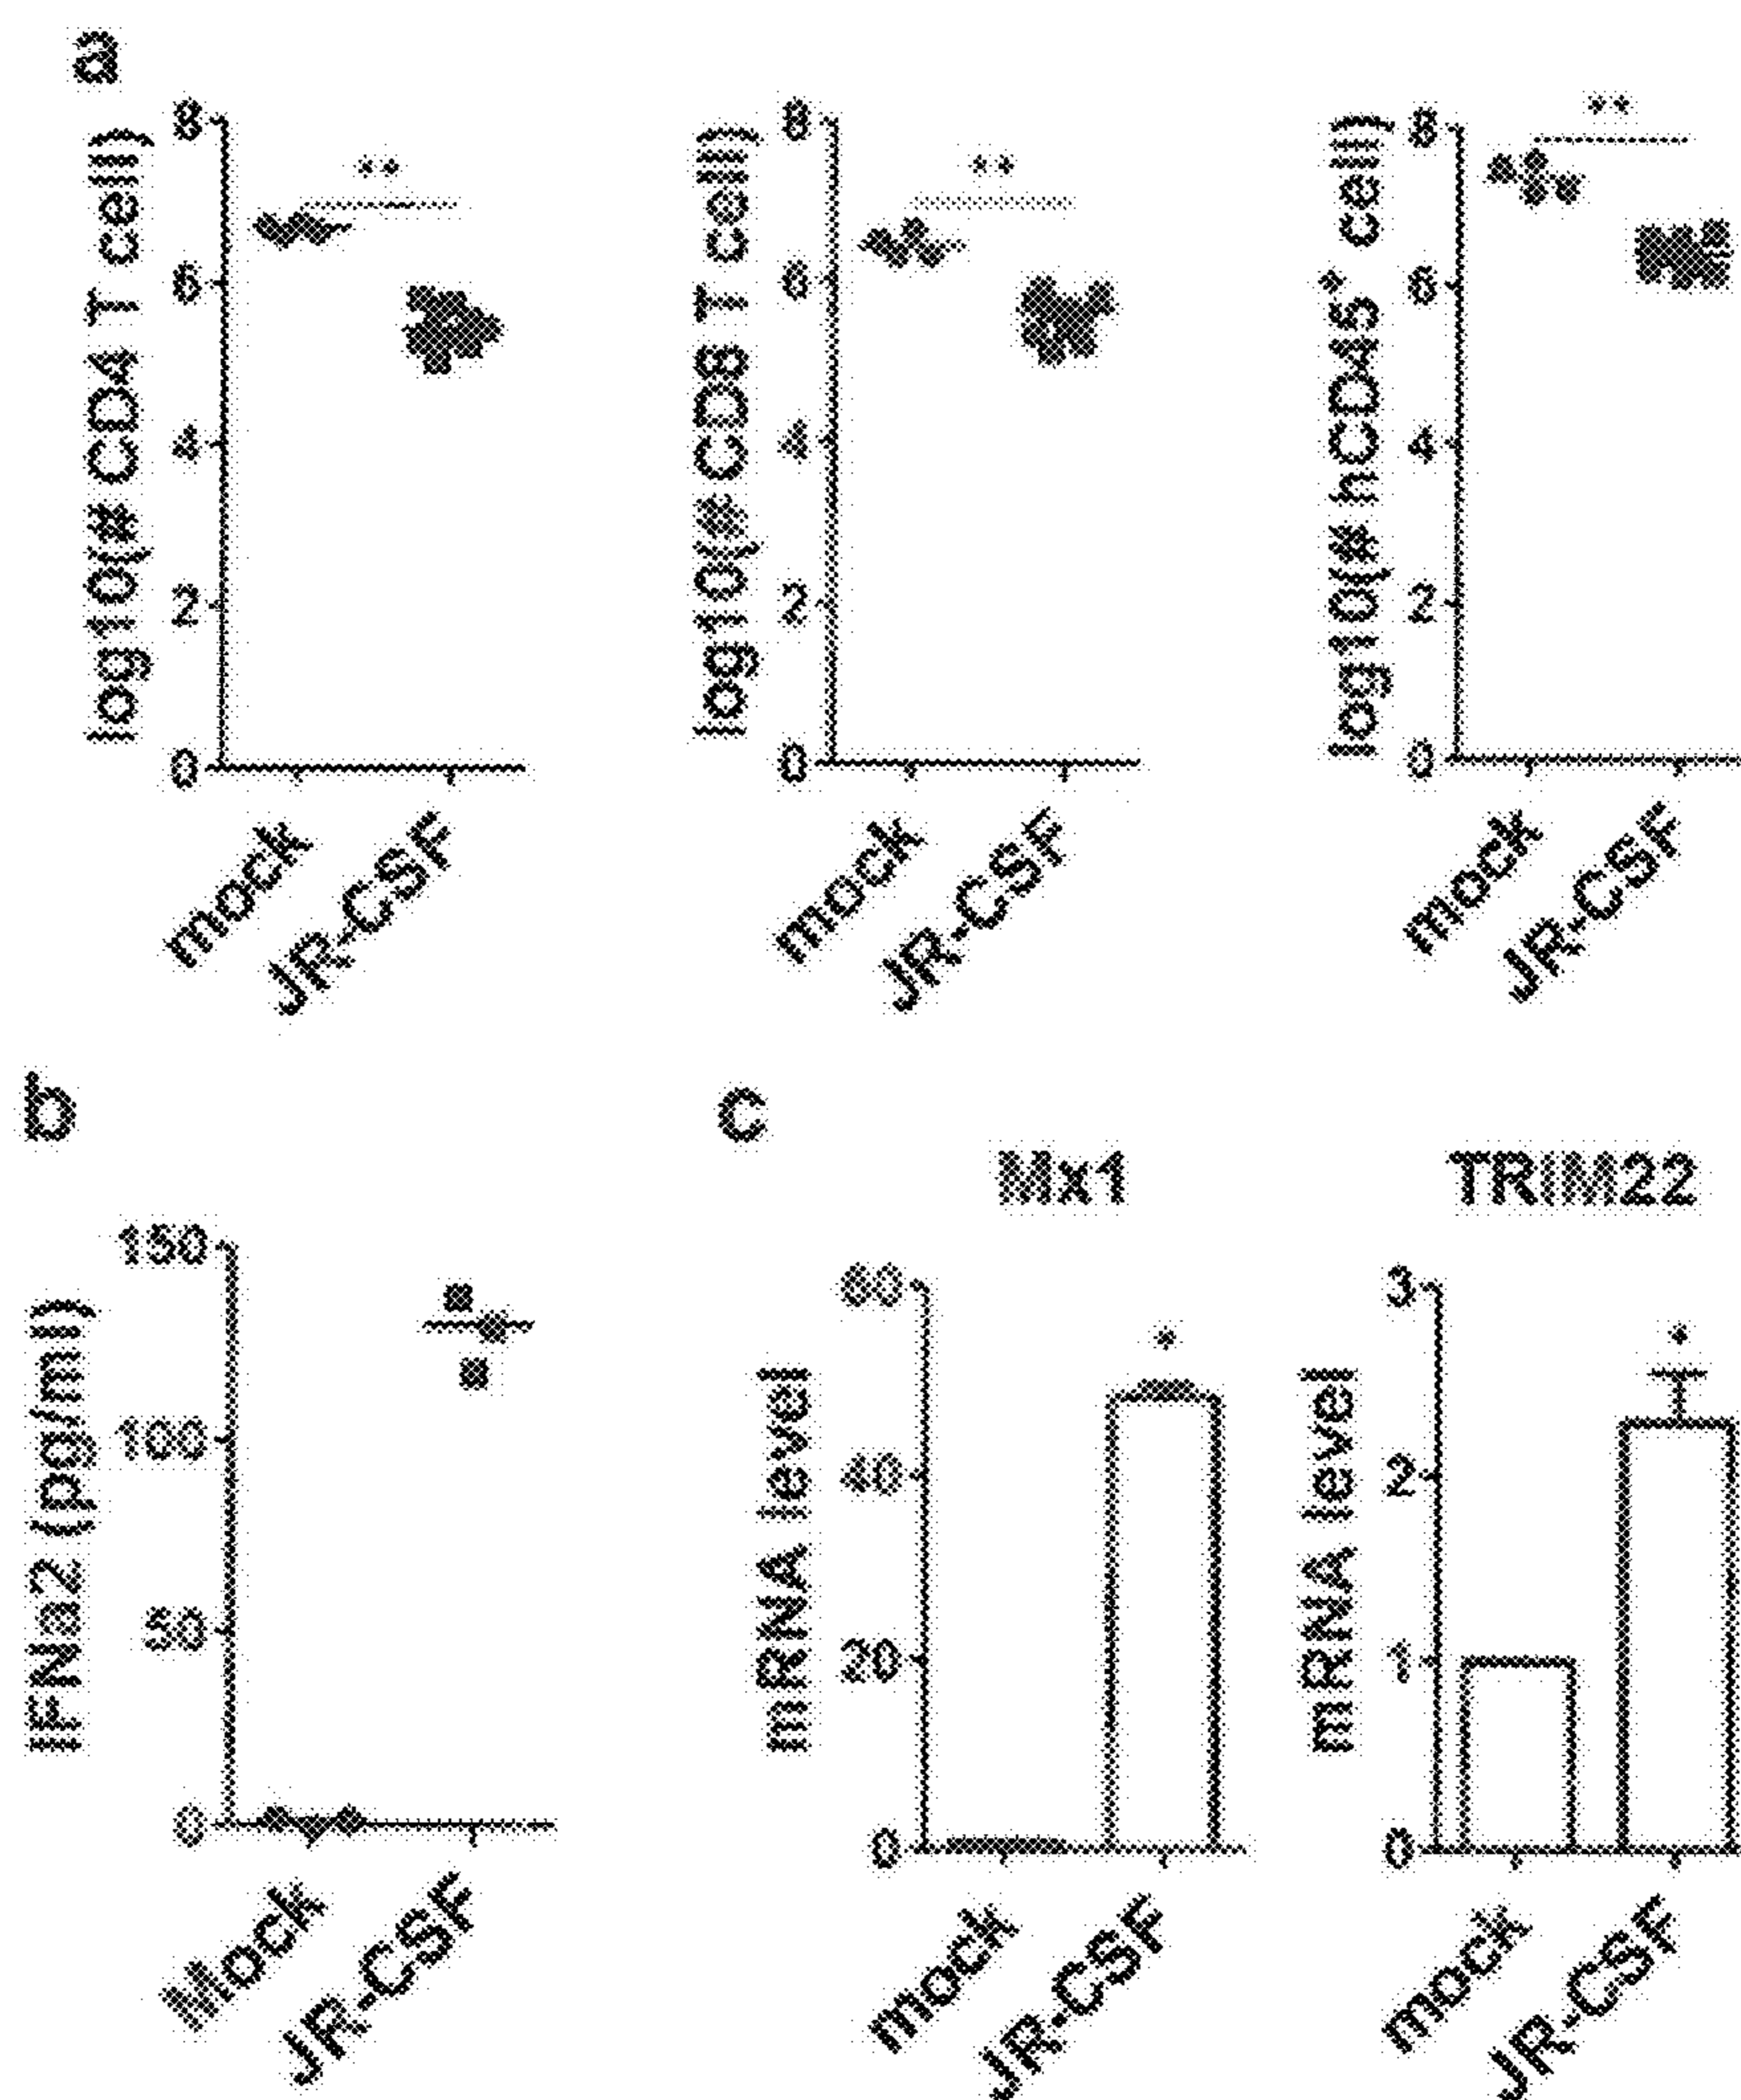 a
log10(# CD4 T cell)
8
6
4
2
0
**
mock
JR-CSF
log10(# CD8 T cell)
8
6
4
2
0
**
mock
JR-CSF
log10(# hCD45+ cell)
8
6
4
2
0
**
mock
JR-CSF
b
IFNa2 (pg/ml)
150
100
50
0
Mock
JR-CSF
c
Mx1
mRNA level
60
40
20
0
*
mock
JR-CSF
TRIM22
mRNA level
3
2
1
0
*
mock
JR-CSF